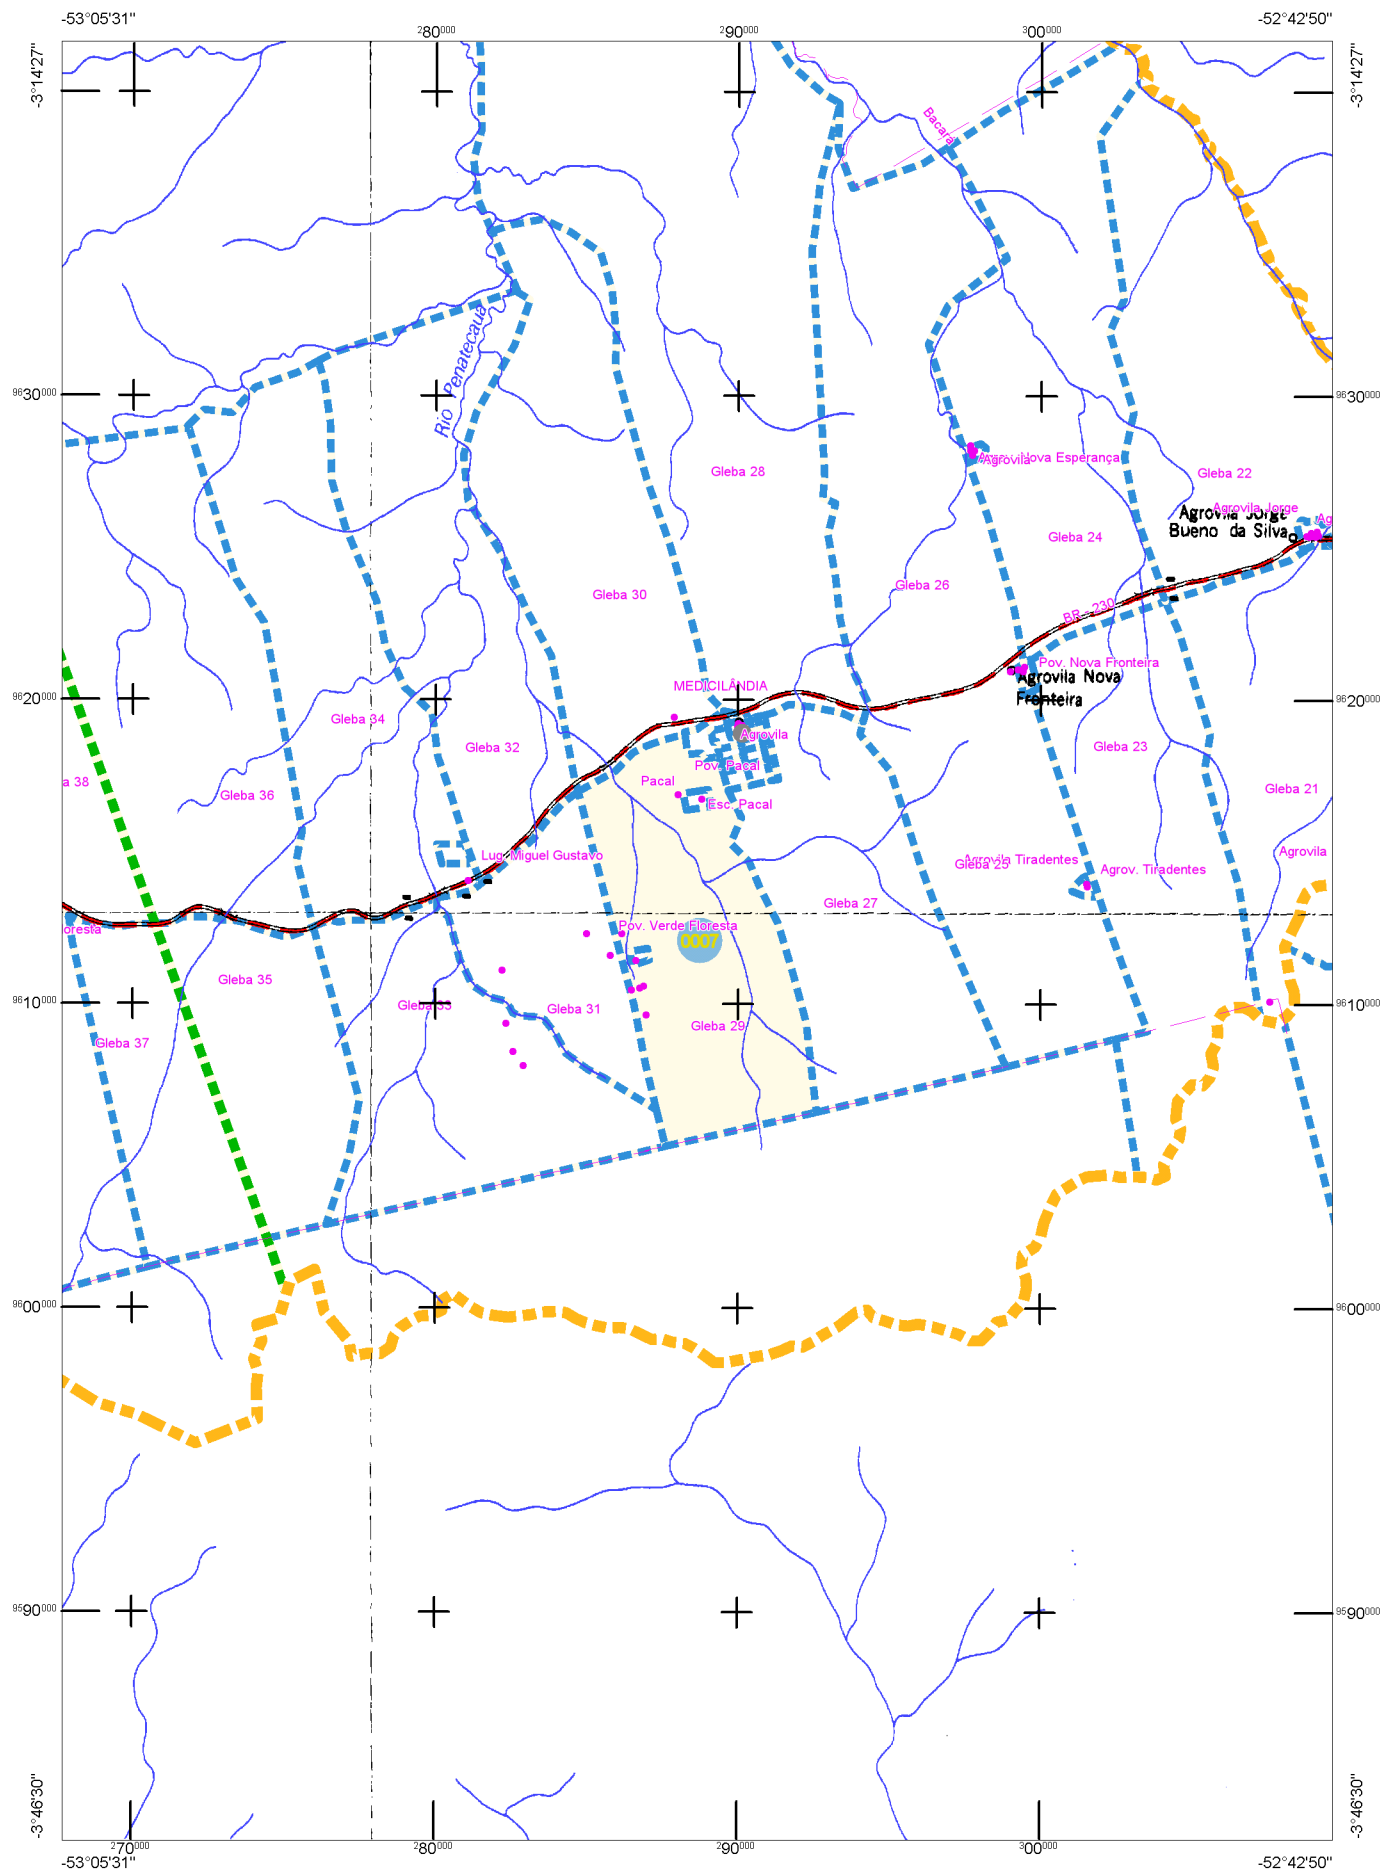 -53°05'31"
-52°42'50"
280000
290000
300000
-3°14'27"
-3°14'27"
Bacará
Rio Penatecaua
9630000
9630000
Gleba 28
Nova Esperança
Agrovila
Gleba 22
Agrovila Jorge
Agrovila Jorge
Bueno da Silva
Ag
Gleba 24
Gleba 26
Gleba 30
BR - 230
Pov. Nova Fronteira
Agrovila Nova
Fronteira
MEDICILÂNDIA
9620000
9620000
Gleba 34
Agrovila
Gleba 32
Gleba 23
Pov. Pacal
Pacal
a 38
Gleba 36
Esc. Pacal
Gleba 21
Lug. Miguel Gustavo
Agrovila
Agrovila Tiradentes
Gleba 25
Agrov. Tiradentes
Gleba 27
oresta
Pov. Verde Floresta
0007
Gleba 35
Gleba 33
Gleba 31
9610000
9610000
Gleba 29
Gleba 37
9600000
9600000
9590000
9590000
-3°46'30"
-3°46'30"
270000
280000
290000
300000
-53°05'31"
-52°42'50"